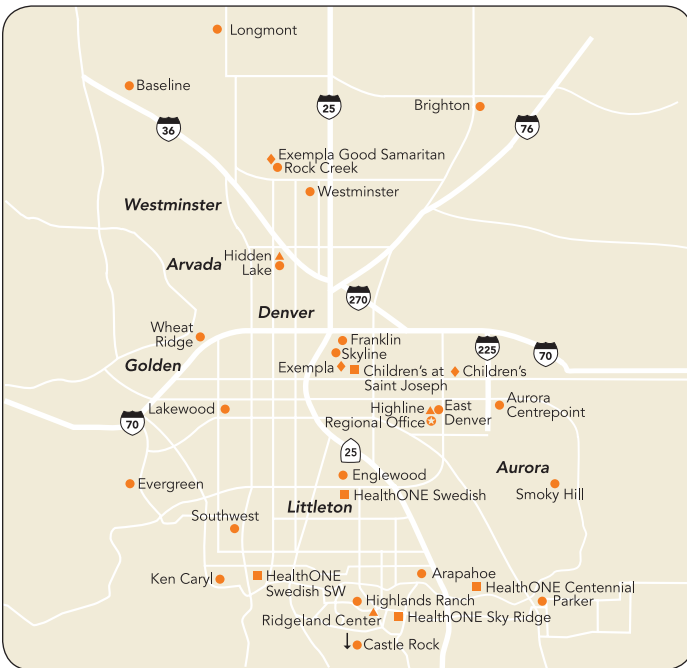 Longmont
Baseline
25
Brighton
36
76
Exempla Good Samaritan
Rock Creek
Westminster
Westminster
Hidden
Lake
Arvada
270
Denver
Wheat
Ridge
Franklin
Skyline
225
70
Golden
Exempla
Children's at
Saint Joseph
Children's
Lakewood
70
Highline
East
Denver
Regional Office
Aurora
Centrepoint
25
Englewood
Aurora
Evergreen
HealthONE Swedish
Smoky Hill
Littleton
Southwest
Ken Caryl
HealthONE
Swedish SW
Arapahoe
HealthONE Centennial
Highlands Ranch
Parker
Ridgeland Center
HealthONE Sky Ridge
Castle Rock